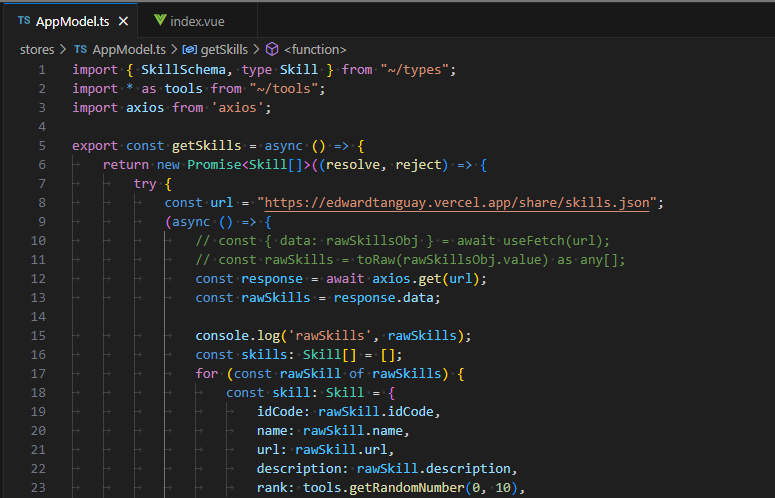 TS AppModel.ts × index.vue
stores > TS AppModel.ts > getSkills > <function>
1 import { SkillSchema, type Skill } from "~/types";
2 import * as tools from "~/tools";
3 import axios from 'axios';
4
5 export const getSkills = async () => {
6 return new Promise<Skill[]>((resolve, reject) => {
7 try {
8 const url = "https://edwardtanguay.vercel.app/share/skills.json";
9 (async () => {
10 // const { data: rawSkillsObj } = await useFetch(url);
11 // const rawSkills = toRaw(rawSkillsObj.value) as any[];
12 const response = await axios.get(url);
13 const rawSkills = response.data;
14
15 console.log('rawSkills', rawSkills);
16 const skills: Skill[] = [];
17 for (const rawSkill of rawSkills) {
18 const skill: Skill = {
19 idCode: rawSkill.idCode,
20 name: rawSkill.name,
21 url: rawSkill.url,
22 description: rawSkill.description,
23 rank: tools.getRandomNumber(0, 10),